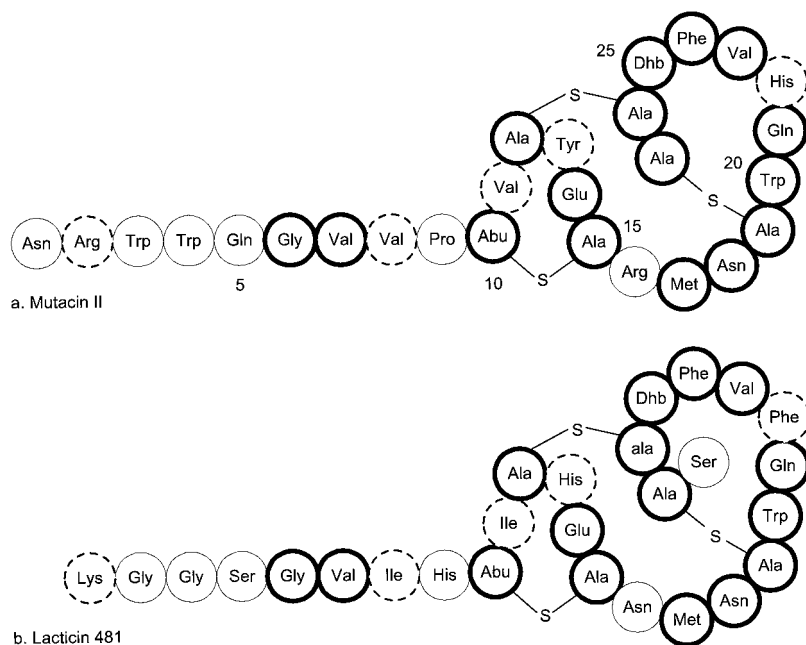 Asn
Arg
Trp
Trp
Gln
5
Gly
Val
Val
Pro
Abu
10
Val
Ala
Tyr
Glu
Ala
15
Arg
Met
Asn
Ala
Trp
20
Gln
His
Val
Phe
Dhb
25
Ala
Ala
S
S
S
a. Mutacin II
Lys
Gly
Gly
Ser
Gly
Val
Ile
His
Abu
Ile
Ala
His
Glu
Ala
Asn
Met
Asn
Ala
Trp
Gln
Phe
Val
Phe
Dhb
ala
Ala
Ser
S
S
S
b. Lacticin 481